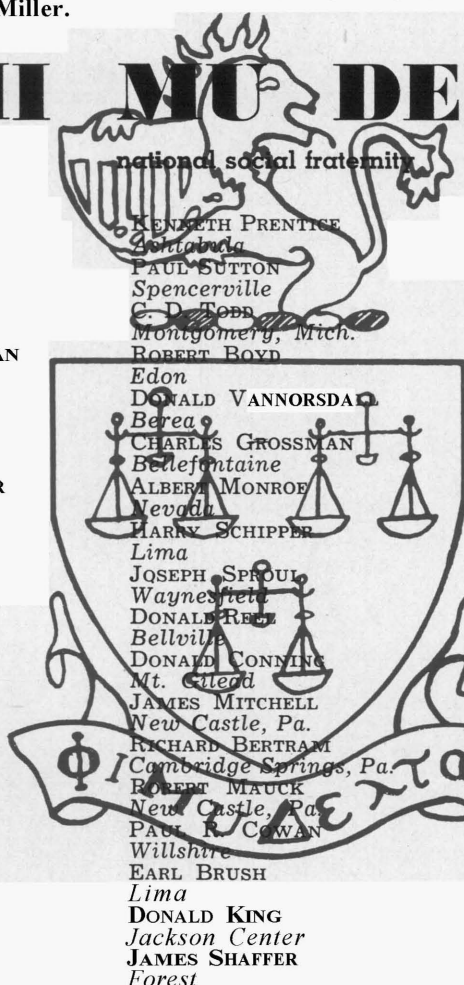 Miller.
MU DE
national social fraternity
KENNETH PRENTICE
Ashtabula
PAUL SUTTON
Spencerville
C. D. TODD
Montgomery, Mich.
ROBERT BOYD
Edon
DONALD VANNORSDALL
Berea
CHARLES GROSSMAN
Bellefontaine
ALBERT MONROE
Nevada
HARRY SCHIPPER
Lima
JOSEPH SPROUL
Waynesfield
DONALD REEL
Bellville
DONALD CONNING
Mt. Gilead
JAMES MITCHELL
New Castle, Pa.
RICHARD BERTRAM
Cambridge Springs, Pa.
ROBERT MAUCK
New Castle, Pa.
PAUL R. COWAN
Willshire
EARL BRUSH
Lima
DONALD KING
Jackson Center
JAMES SHAFFER
Forest